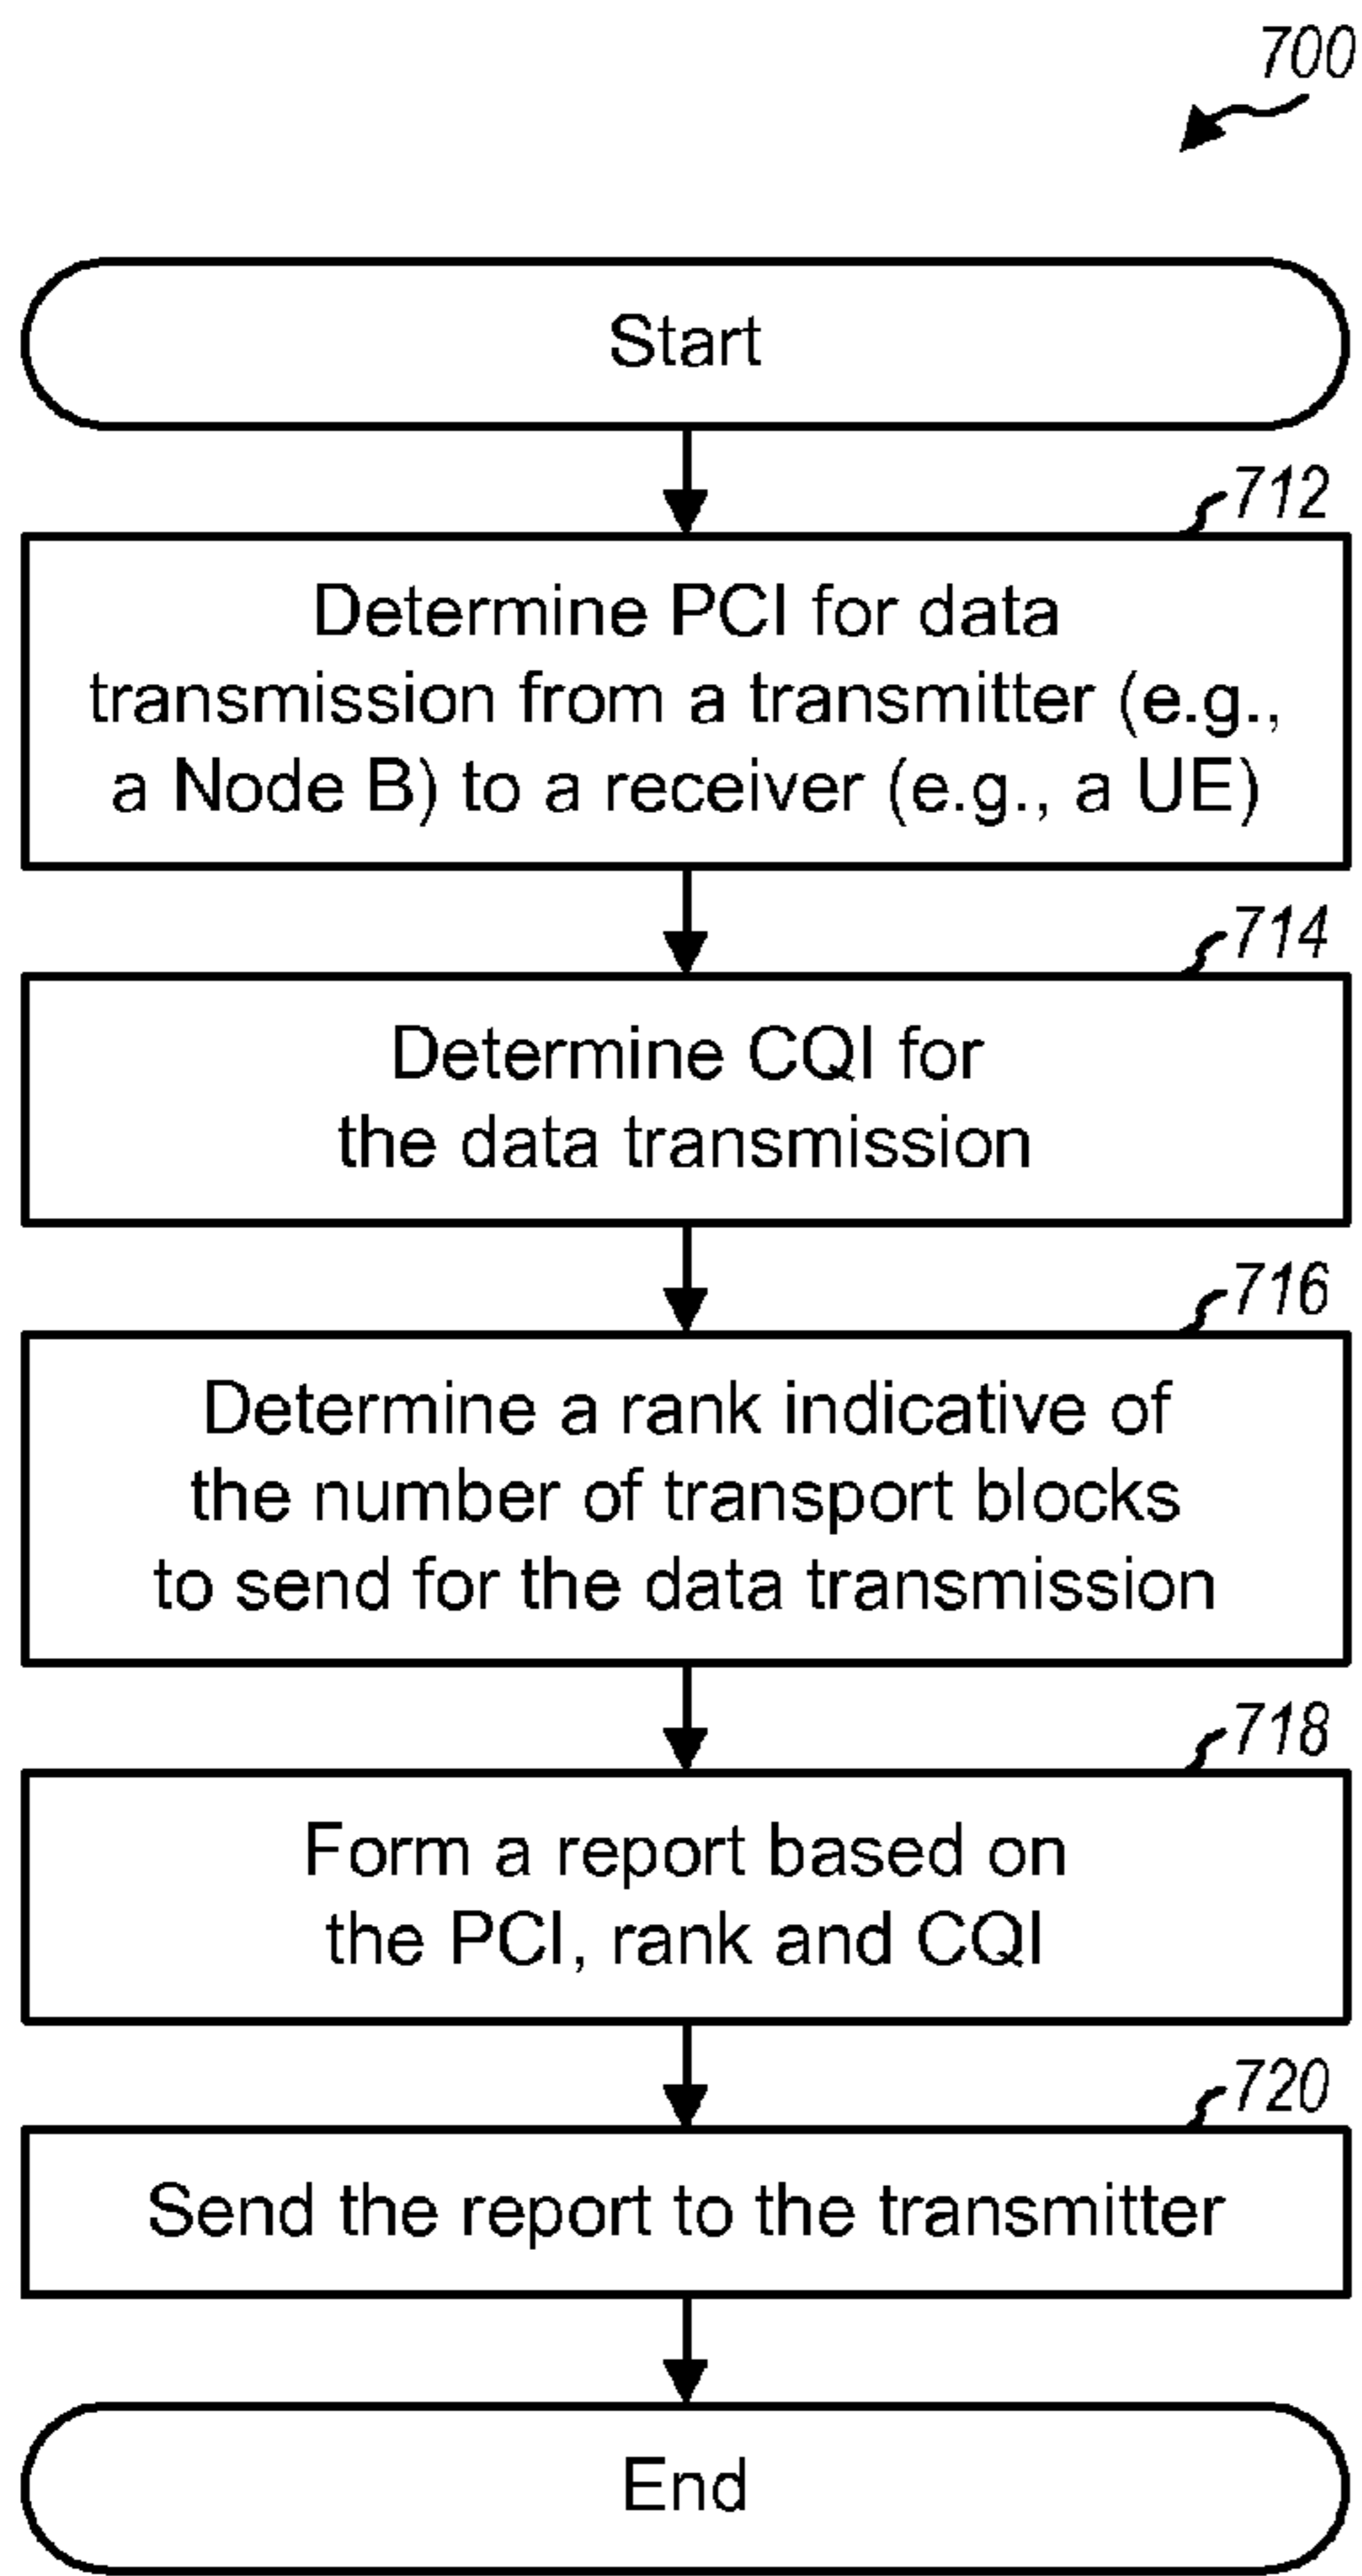 700
Start
712
Determine PCI for data
transmission from a transmitter (e.g.,
a Node B) to a receiver (e.g., a UE)
714
Determine CQI for
the data transmission
716
Determine a rank indicative of
the number of transport blocks
to send for the data transmission
718
Form a report based on
the PCI, rank and CQI
720
Send the report to the transmitter
End